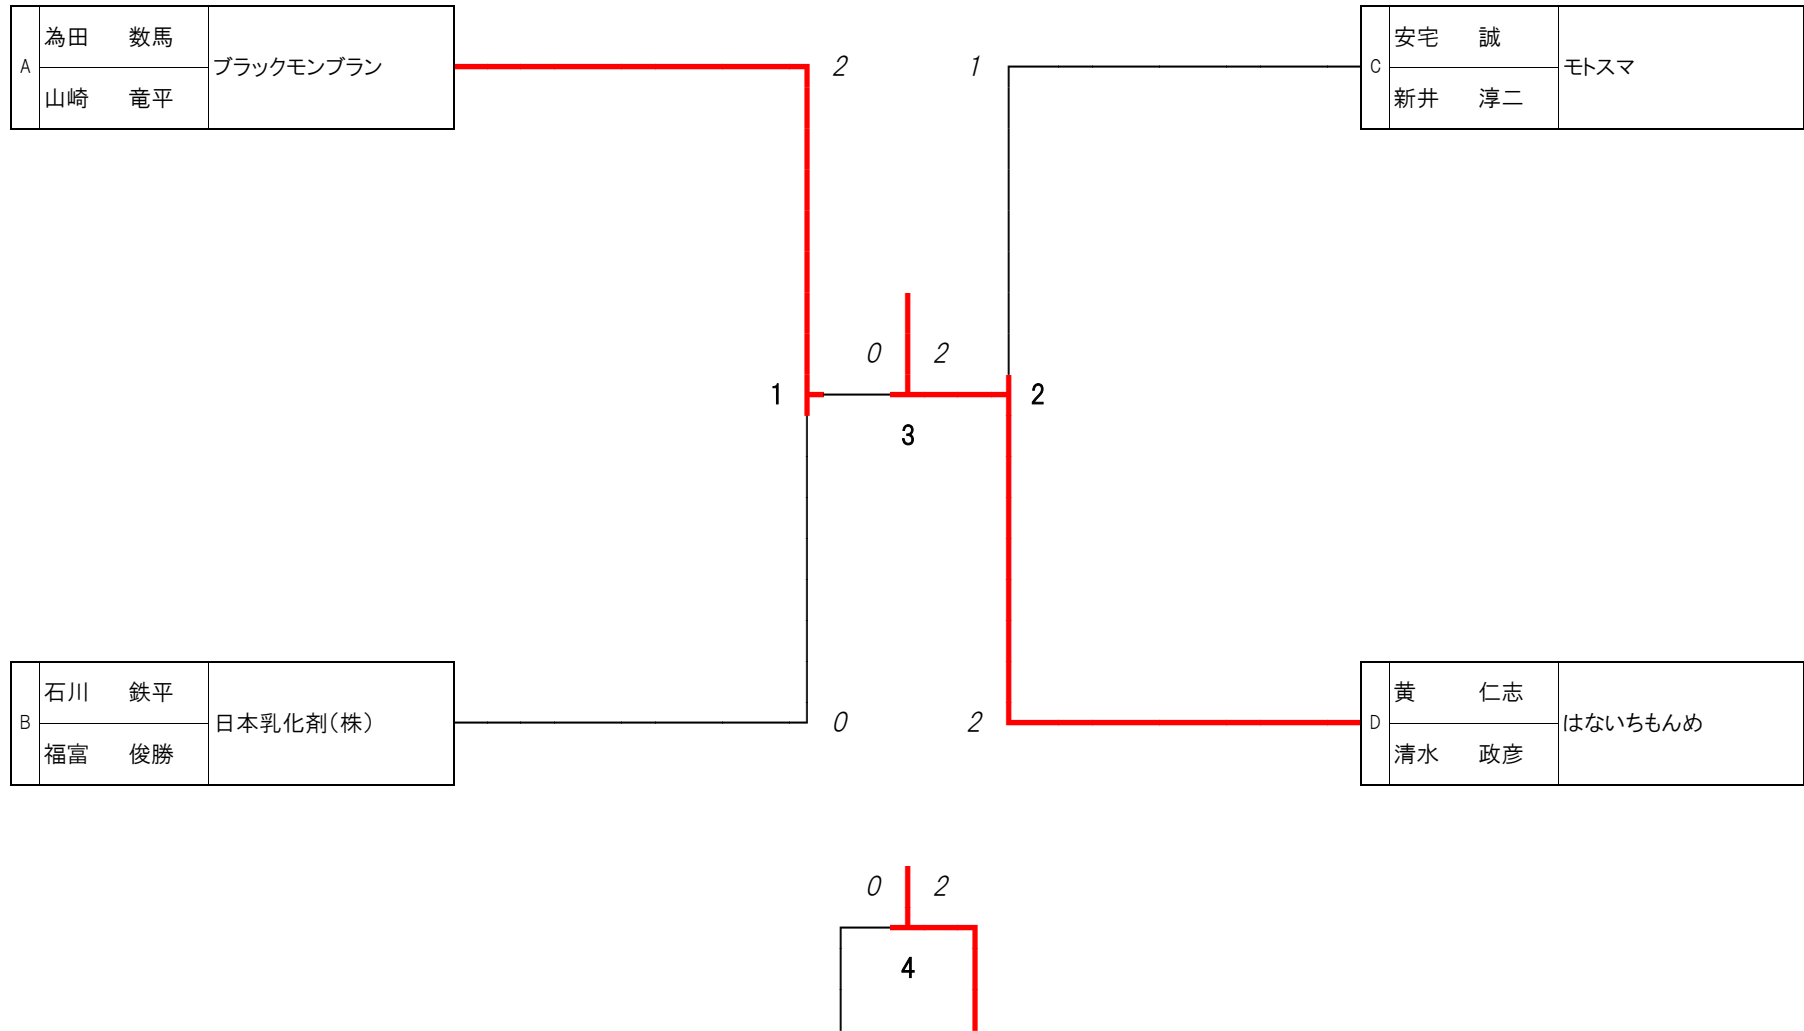 A 為田 数馬 ブラックモンブラン
山崎 竜平
2
1
C 安宅 誠 モトスマ
新井 淳二
0 2
1
2
3
B 石川 鉄平 日本乳化剤（株）
福富 俊勝
0
2
D 黄 仁志 はないちもんめ
清水 政彦
0 2
4